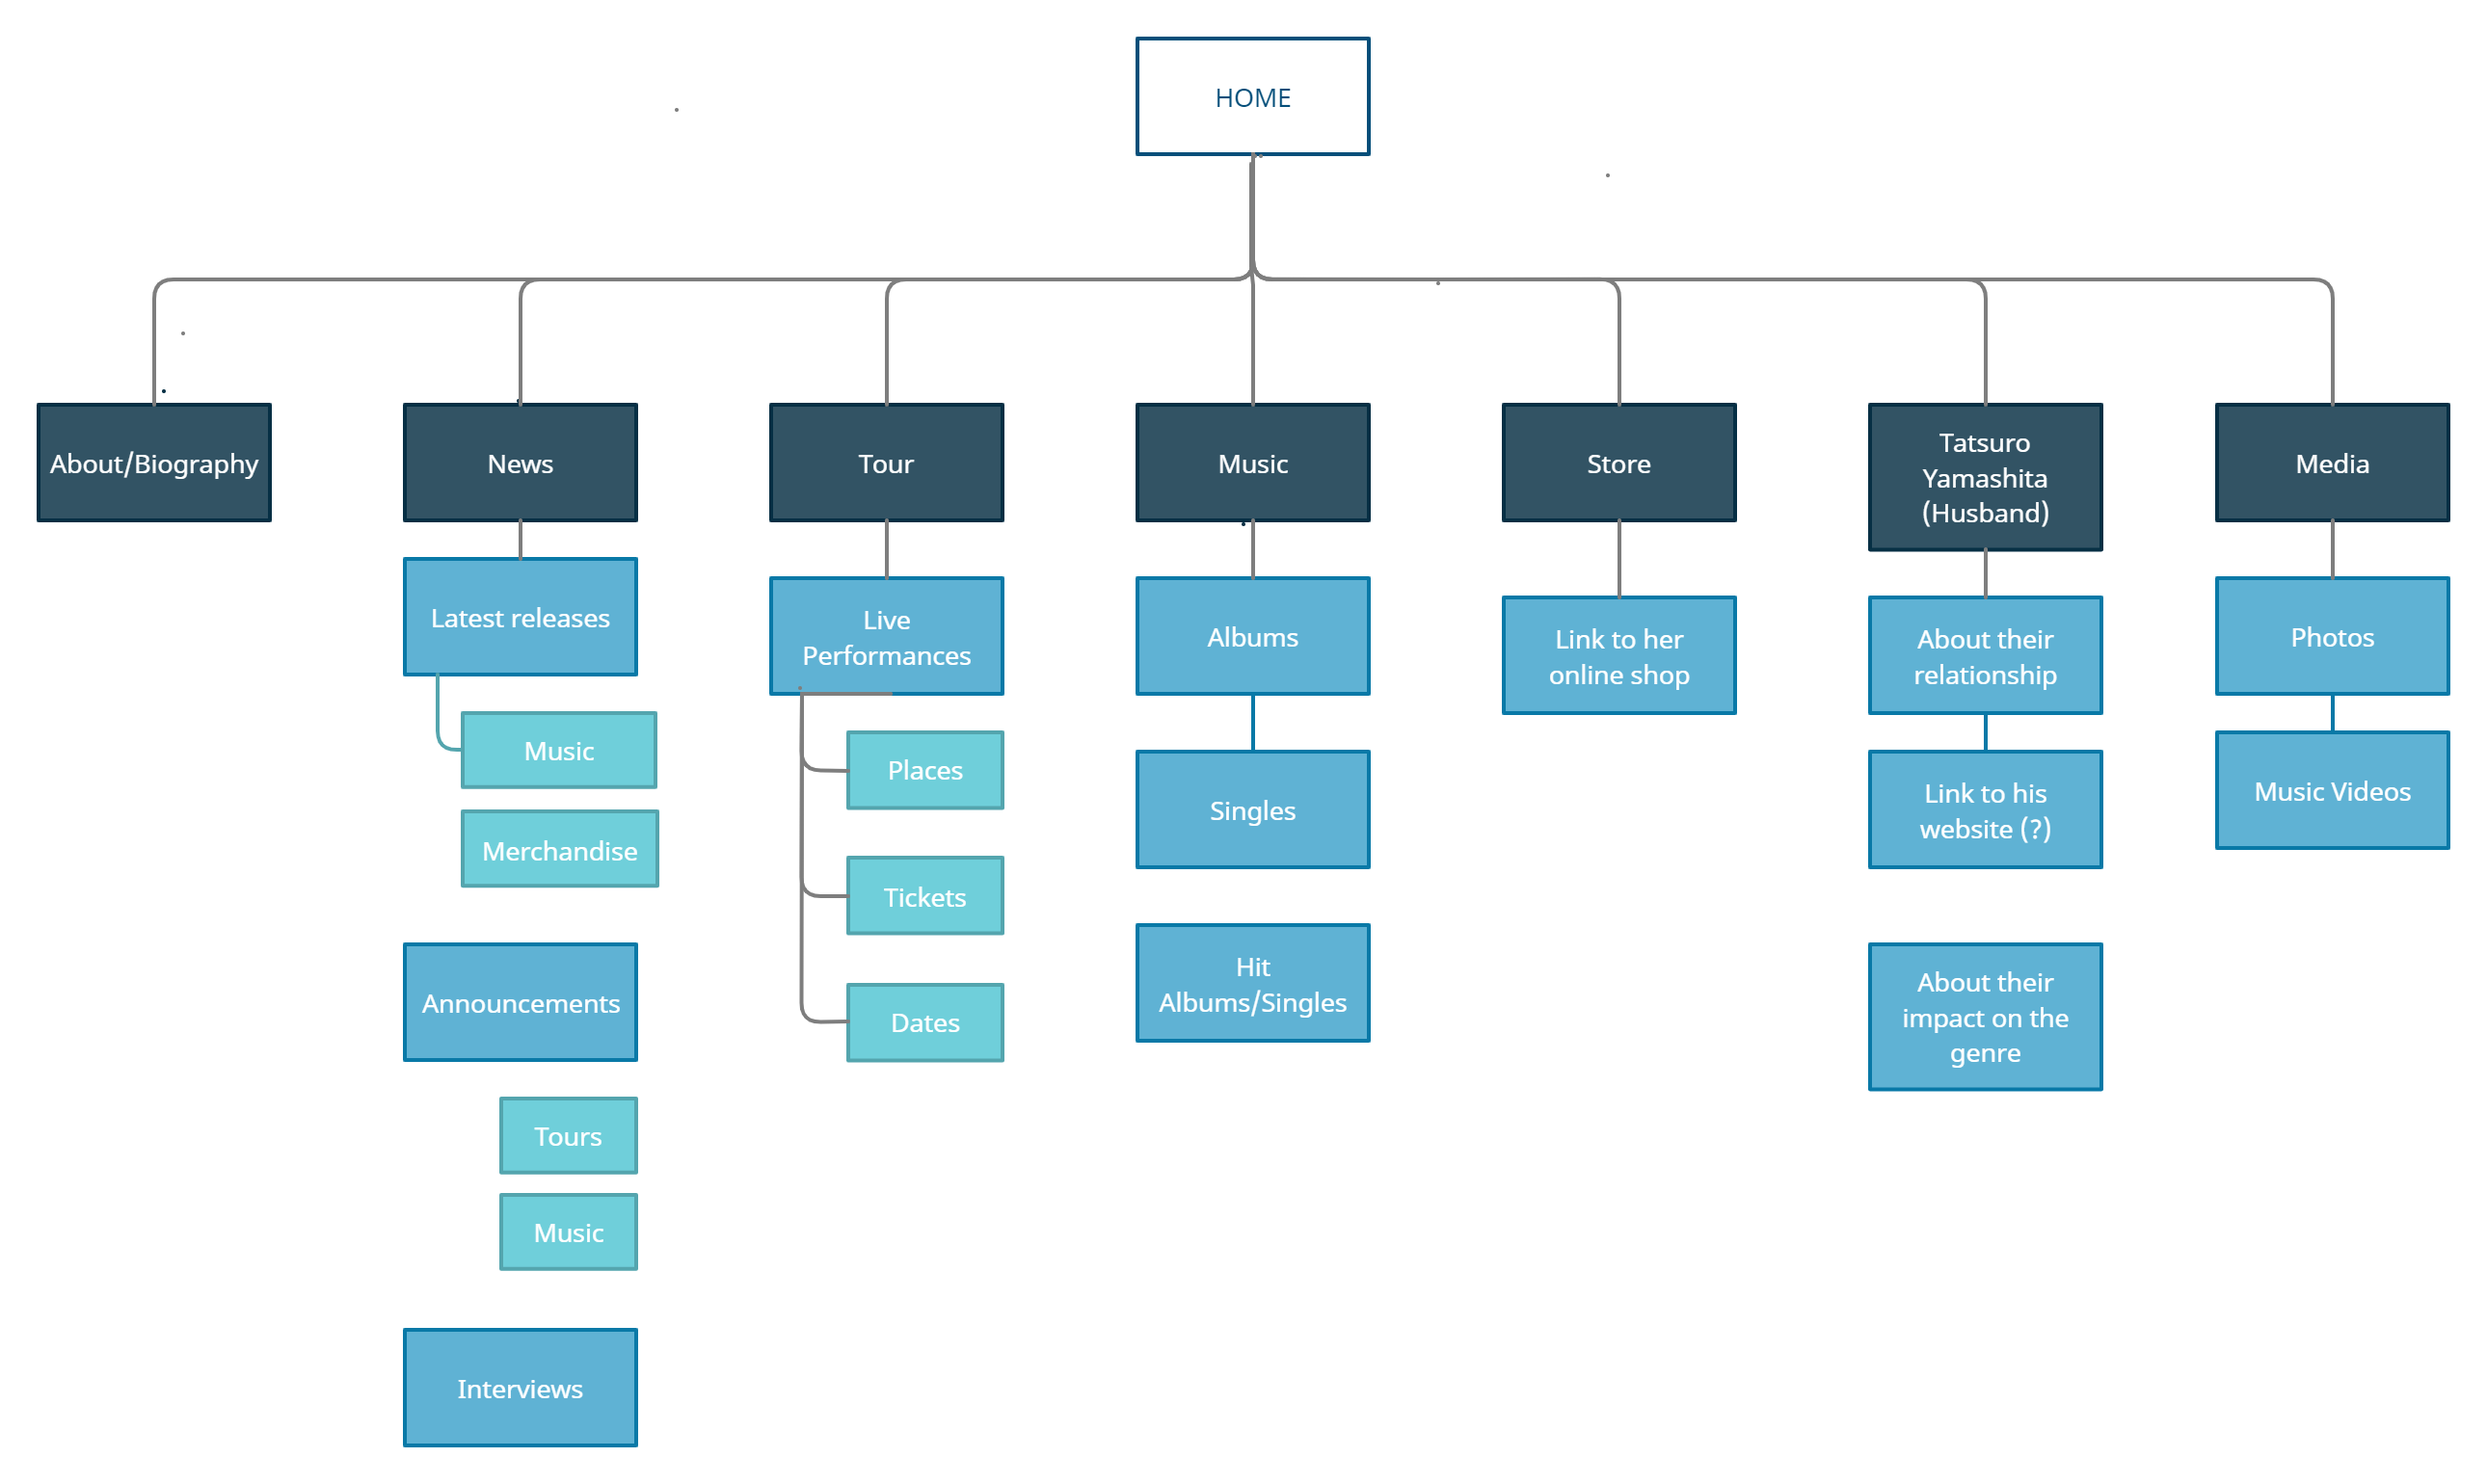 HOME
About/Biography
News
Tour
Music
Store
Tatsuro
Yamashita
(Husband)
Media
Latest releases
Music
Merchandise
Announcements
Tours
Music
Interviews
Live
Performances
Places
Tickets
Dates
Albums
Singles
Hit
Albums/Singles
Link to her
online shop
About their
relationship
Link to his
website (?)
About their
impact on the
genre
Photos
Music Videos